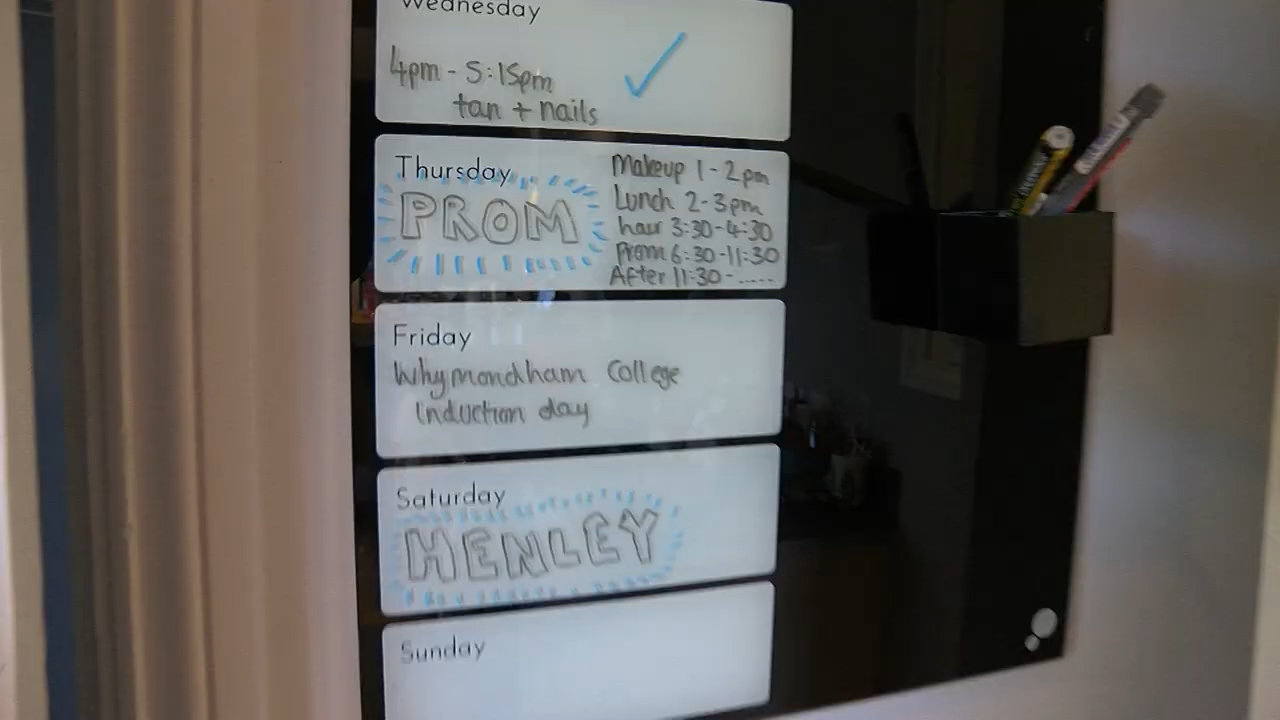 Wednesday
4pm - 5:15pm
tan + nails
Thursday
PROM
Makeup 1 - 2pm
Lunch 2-3pm
hair 3:30-4:30
Prom 6:30-11:30
After 11:30- .....
Friday
Whymondham College
induction day
Saturday
HENLEY
Sunday